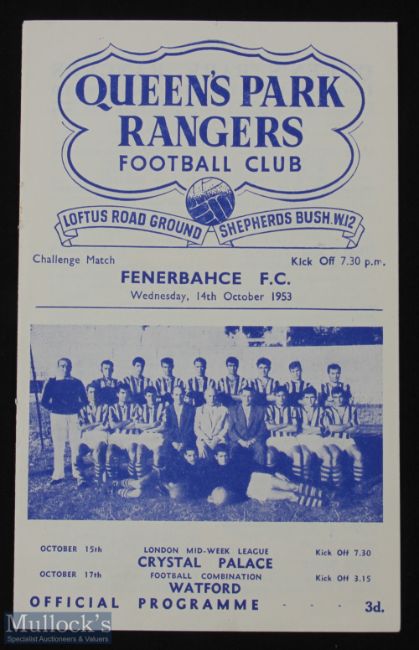 QUEEN'S PARK
RANGERS
FOOTBALL CLUB
LOFTUS ROAD GROUND SHEPHERDS BUSH.W.12
Challenge Match Kick Off 7.30 p.m.
FENERBAHCE F.C.
Wednesday, 14th October 1953
OCTOBER 15th LONDON MID-WEEK LEAGUE Kick Off 7.30
CRYSTAL PALACE
OCTOBER 17th FOOTBALL COMBINATION Kick Off 3.15
WATFORD
OFFICIAL PROGRAMME - - - - 3d.
Mullock's
Specialist Auctioneers & Valuers